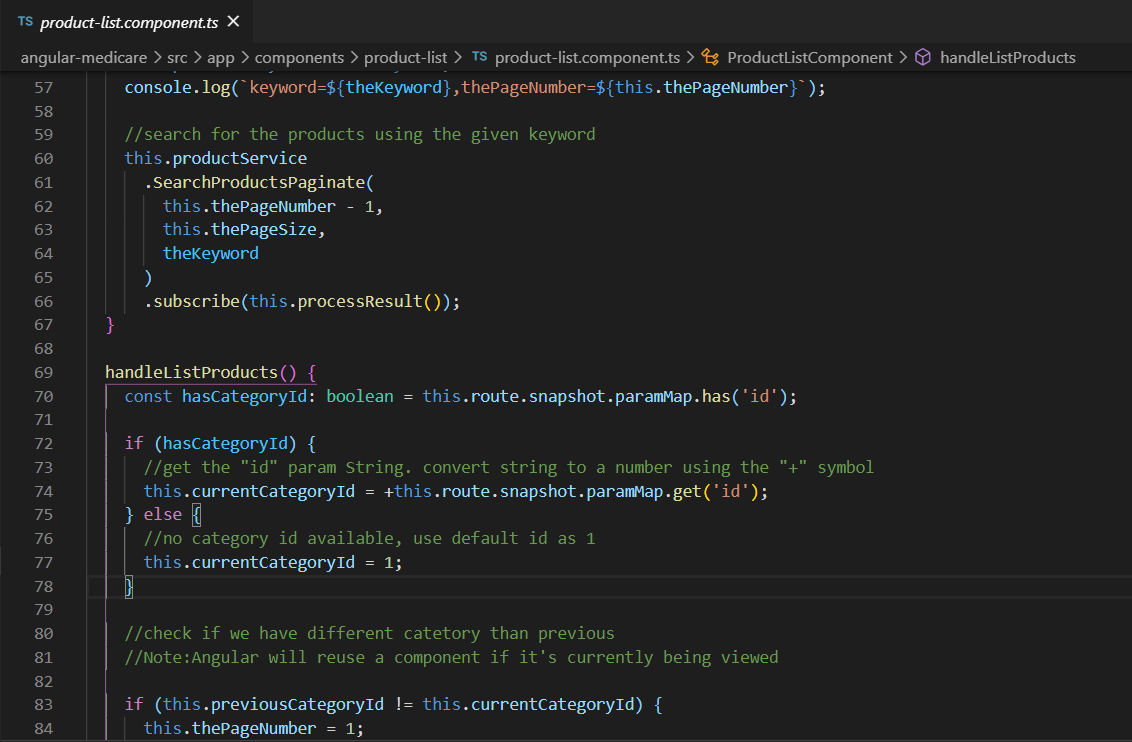 TS product-list.component.ts ×
angular-medicare > src > app > components > product-list > TS product-list.component.ts > ProductListComponent > handleListProducts
57 console.log(`keyword=${theKeyword},thePageNumber=${this.thePageNumber}`);
58
59 //search for the products using the given keyword
60 this.productService
61 .SearchProductsPaginate(
62 this.thePageNumber - 1,
63 this.thePageSize,
64 theKeyword
65 )
66 .subscribe(this.processResult());
67 }
68
69 handleListProducts() {
70 const hasCategoryId: boolean = this.route.snapshot.paramMap.has('id');
71
72 if (hasCategoryId) {
73 //get the "id" param String. convert string to a number using the "+" symbol
74 this.currentCategoryId = +this.route.snapshot.paramMap.get('id');
75 } else {
76 //no category id available, use default id as 1
77 this.currentCategoryId = 1;
78 }
79
80 //check if we have different catetory than previous
81 //Note:Angular will reuse a component if it's currently being viewed
82
83 if (this.previousCategoryId != this.currentCategoryId) {
84 this.thePageNumber = 1;